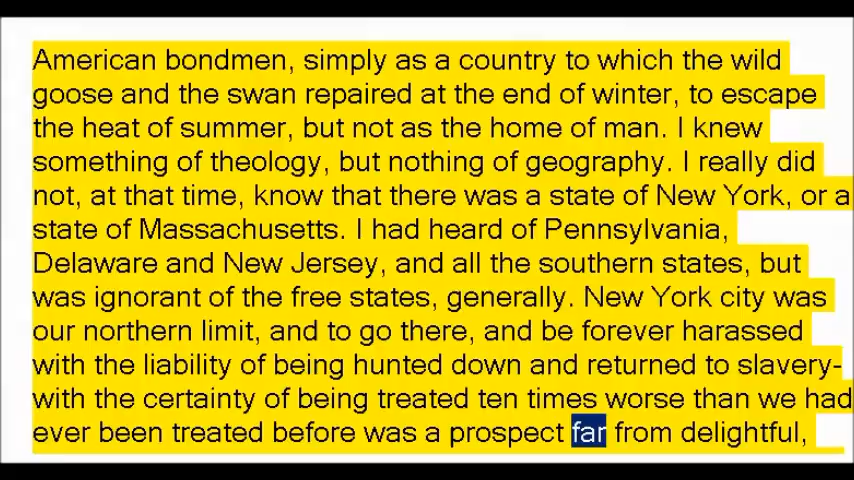 American bondmen, simply as a country to which the wild
goose and the swan repaired at the end of winter, to escape
the heat of summer, but not as the home of man. I knew
something of theology, but nothing of geography. I really did
not, at that time, know that there was a state of New York, or a
state of Massachusetts. I had heard of Pennsylvania,
Delaware and New Jersey, and all the southern states, but
was ignorant of the free states, generally. New York city was
our northern limit, and to go there, and be forever harassed
with the liability of being hunted down and returned to slavery-
with the certainty of being treated ten times worse than we had
ever been treated before was a prospect far from delightful,